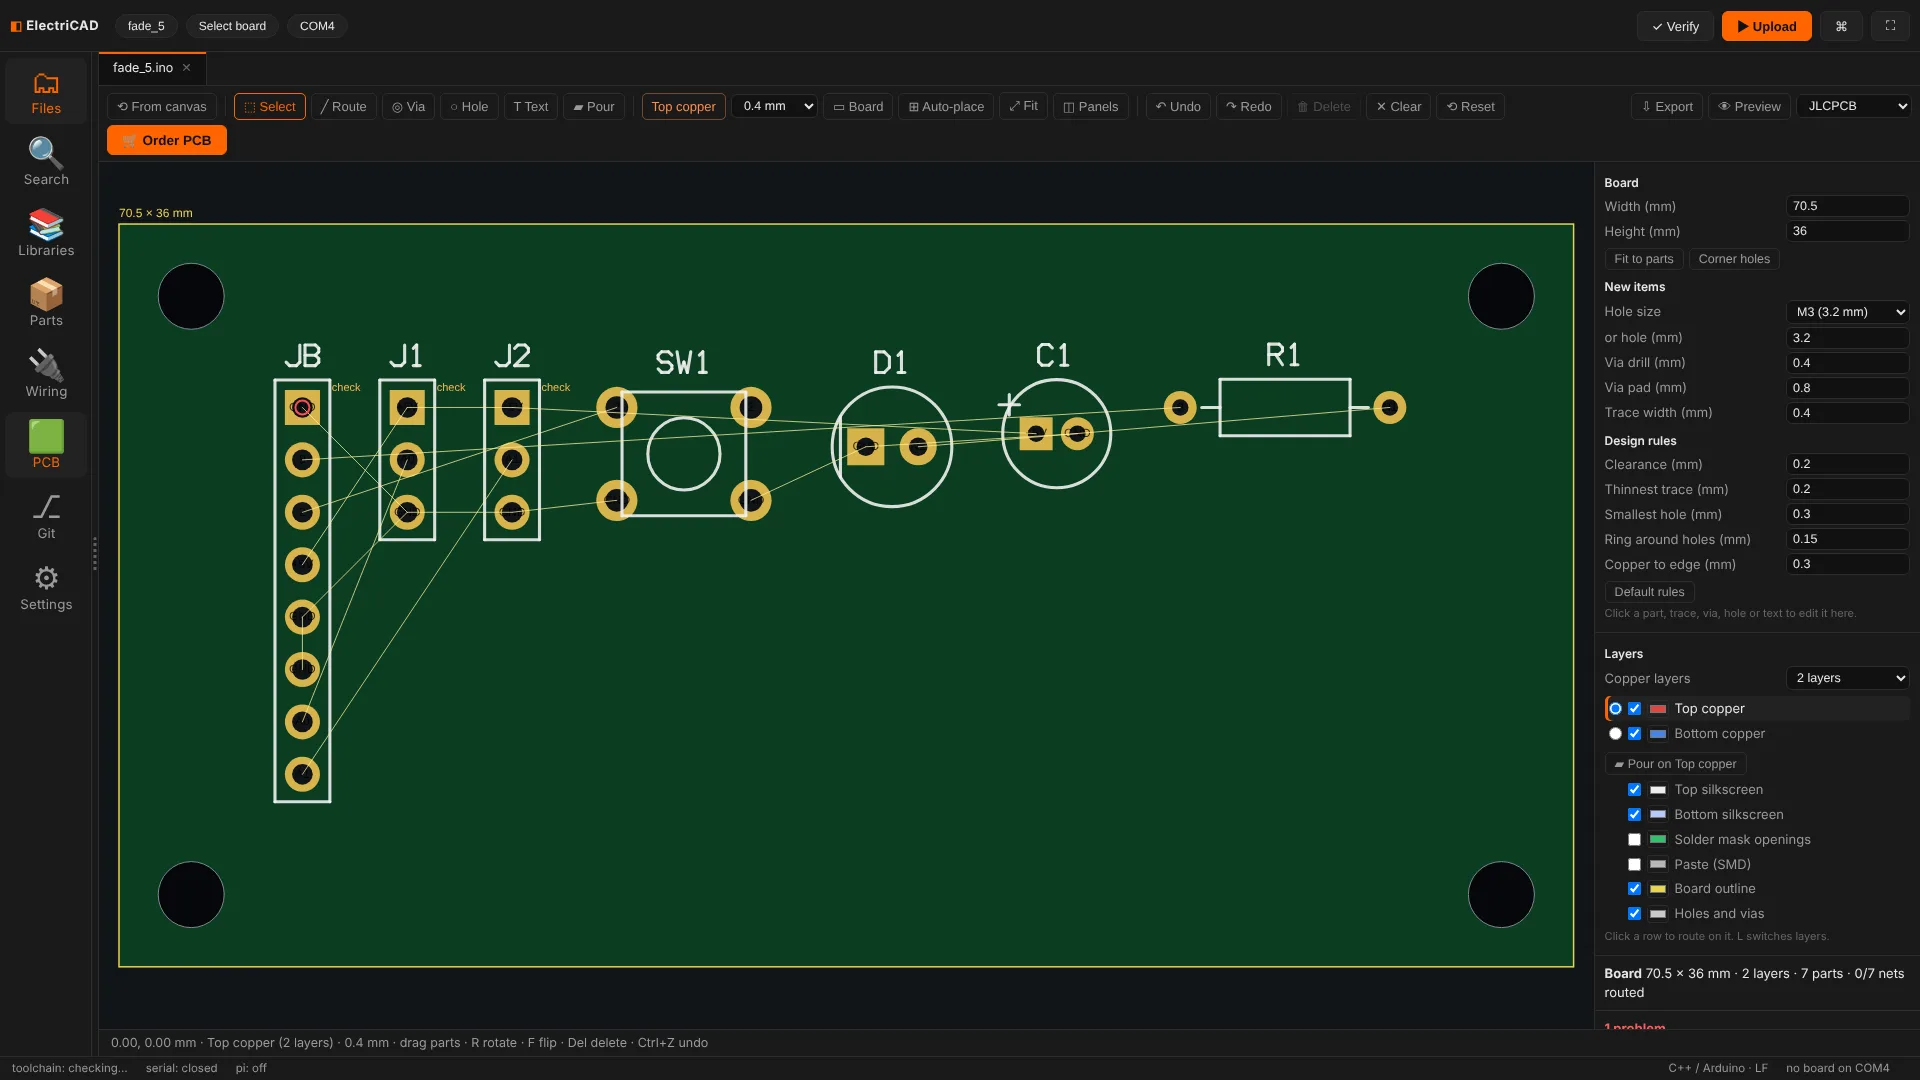 ElectriCAD fade_5 Select board COM4 ✓ Verify ▶ Upload ⌘
fade_5.ino ×
⟲ From canvas Select ╱ Route ◎ Via ○ Hole T Text ▰ Pour Top copper 0.4 mm ▭ Board ⊞ Auto-place ⤢ Fit ◫ Panels ↶ Undo ↷ Redo Delete ✕ Clear ⟲ Reset ⇩ Export Preview JLCPCB
Order PCB
Files
Search
Libraries
Parts
Wiring
PCB
Git
Settings
70.5 × 36 mm
JB J1 J2 SW1 D1 C1 R1
check check check
+
Board
Width (mm) 70.5
Height (mm) 36
Fit to parts Corner holes
New items
Hole size M3 (3.2 mm)
or hole (mm) 3.2
Via drill (mm) 0.4
Via pad (mm) 0.8
Trace width (mm) 0.4
Design rules
Clearance (mm) 0.2
Thinnest trace (mm) 0.2
Smallest hole (mm) 0.3
Ring around holes (mm) 0.15
Copper to edge (mm) 0.3
Default rules
Click a part, trace, via, hole or text to edit it here.
Layers
Copper layers 2 layers
Top copper
Bottom copper
▰ Pour on Top copper
Top silkscreen
Bottom silkscreen
Solder mask openings
Paste (SMD)
Board outline
Holes and vias
Click a row to route on it. L switches layers.
Board 70.5 × 36 mm · 2 layers · 7 parts · 0/7 nets
routed
1 problem
0.00, 0.00 mm · Top copper (2 layers) · 0.4 mm · drag parts · R rotate · F flip · Del delete · Ctrl+Z undo
toolchain: checking... serial: closed pi: off C++ / Arduino · LF no board on COM4